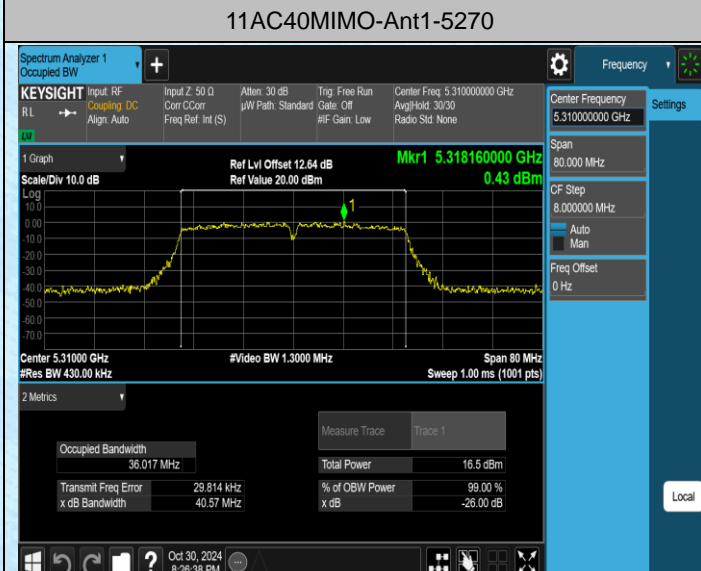 11AC40MIMO-Ant1-5270
Spectrum Analyzer 1
Occupied BW
Frequency
KEYSIGHT
RL
Input: RF
Coupling: DC
Align: Auto
Input Z: 50 Ω
Corr CCorr
Freq Ref: Int (S)
Atten: 30 dB
µW Path: Standard
Trig: Free Run
Gate: Off
#IF Gain: Low
Center Freq: 5.310000000 GHz
Avg|Hold: 30/30
Radio Std: None
Center Frequency
5.310000000 GHz
Settings
Span
80.000 MHz
CF Step
8.000000 MHz
Auto
Man
Freq Offset
0 Hz
Local
1 Graph
Ref Lvl Offset 12.64 dB
Mkr1 5.318160000 GHz
Scale/Div 10.0 dB
Ref Value 20.00 dBm
0.43 dBm
Log
10.0
0.00
-10.0
-20.0
-30.0
-40.0
-50.0
-60.0
-70.0
1
Center 5.31000 GHz
#Video BW 1.3000 MHz
Span 80 MHz
#Res BW 430.00 kHz
Sweep 1.00 ms (1001 pts)
2 Metrics
Measure Trace
Trace 1
Occupied Bandwidth
36.017 MHz
Total Power
16.5 dBm
Transmit Freq Error
29.814 kHz
% of OBW Power
99.00 %
x dB Bandwidth
40.57 MHz
x dB
-26.00 dB
Oct 30, 2024
8:26:38 PM